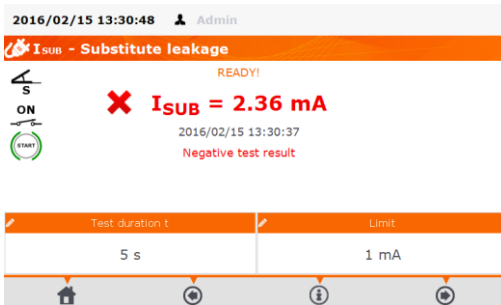 2016/02/15 13:30:48 Admin
ISUB - Substitute leakage
READY!
S
ON
START
ISUB = 2.36 mA
2016/02/15 13:30:37
Negative test result
Test duration t
Limit
5 s
1 mA